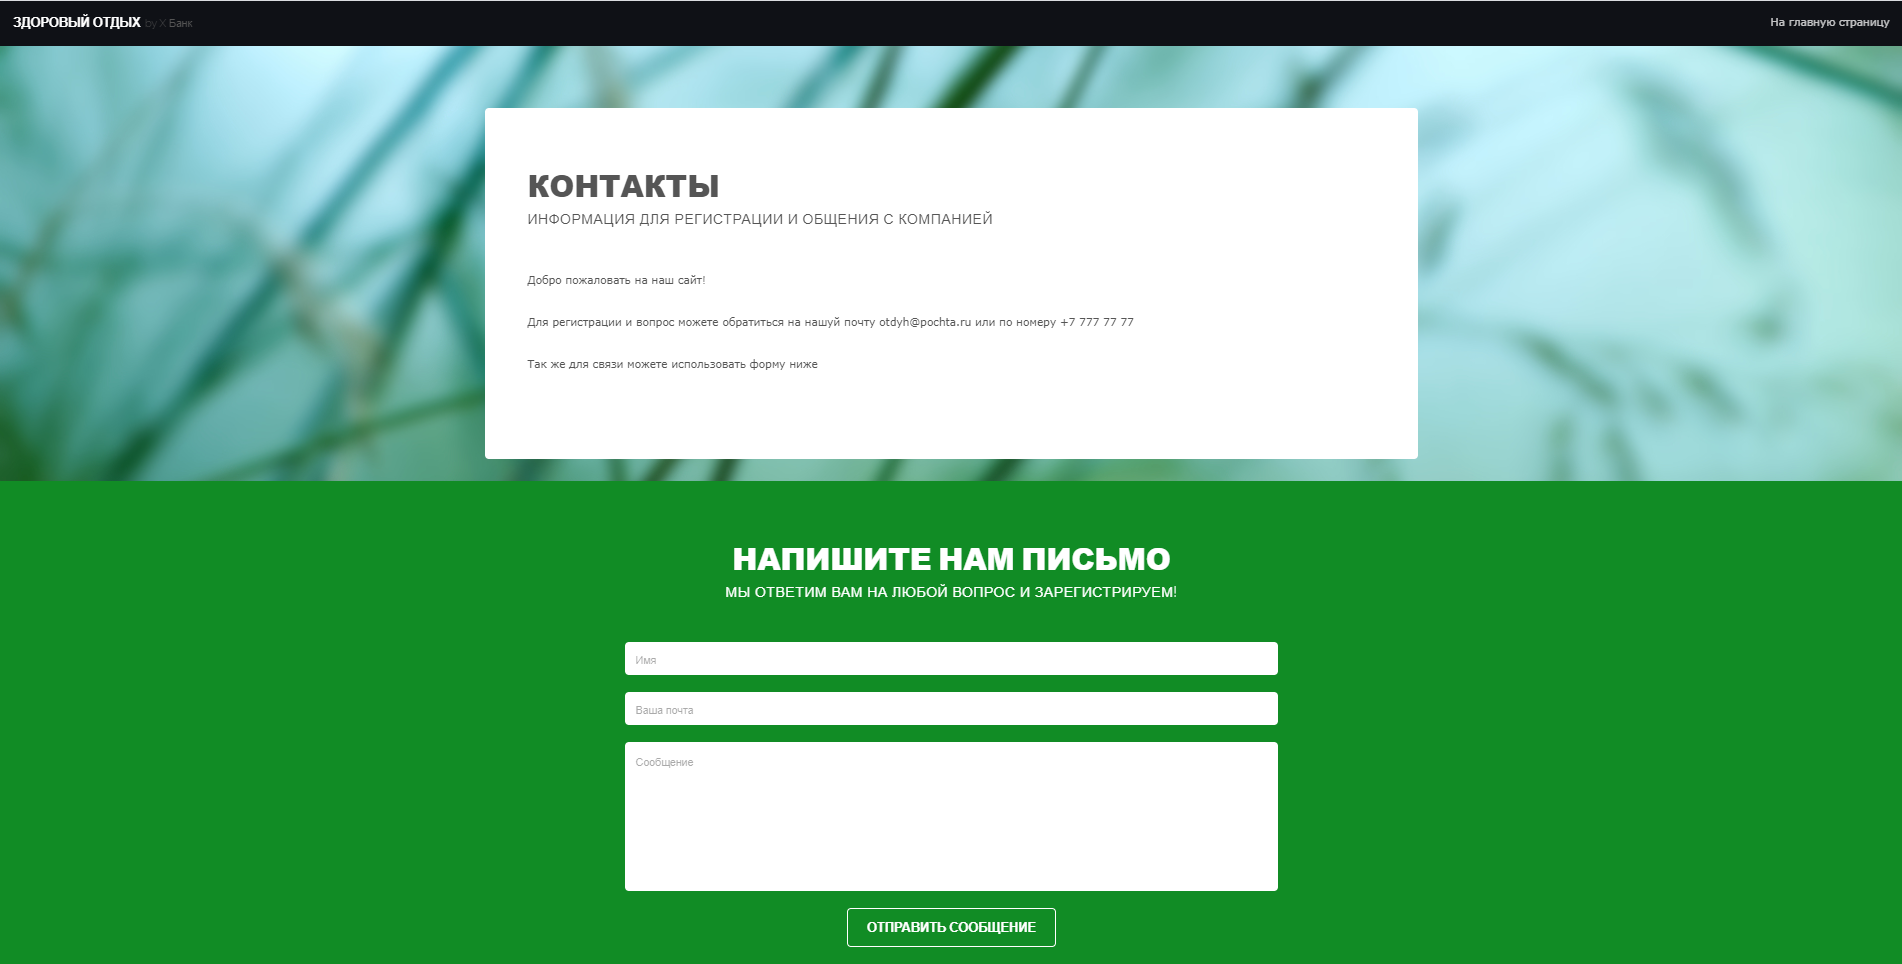 ЗДОРОВЫЙ ОТДЫХ by X Банк
На главную страницу
КОНТАКТЫ
ИНФОРМАЦИЯ ДЛЯ РЕГИСТРАЦИИ И ОБЩЕНИЯ С КОМПАНИЕЙ
Добро пожаловать на наш сайт!
Для регистрации и вопрос можете обратиться на нашуй почту otdyh@pochta.ru или по номеру +7 777 77 77
Так же для связи можете использовать форму ниже
НАПИШИТЕ НАМ ПИСЬМО
МЫ ОТВЕТИМ ВАМ НА ЛЮБОЙ ВОПРОС И ЗАРЕГИСТРИРУЕМ!
Имя
Ваша почта
Сообщение
ОТПРАВИТЬ СООБЩЕНИЕ